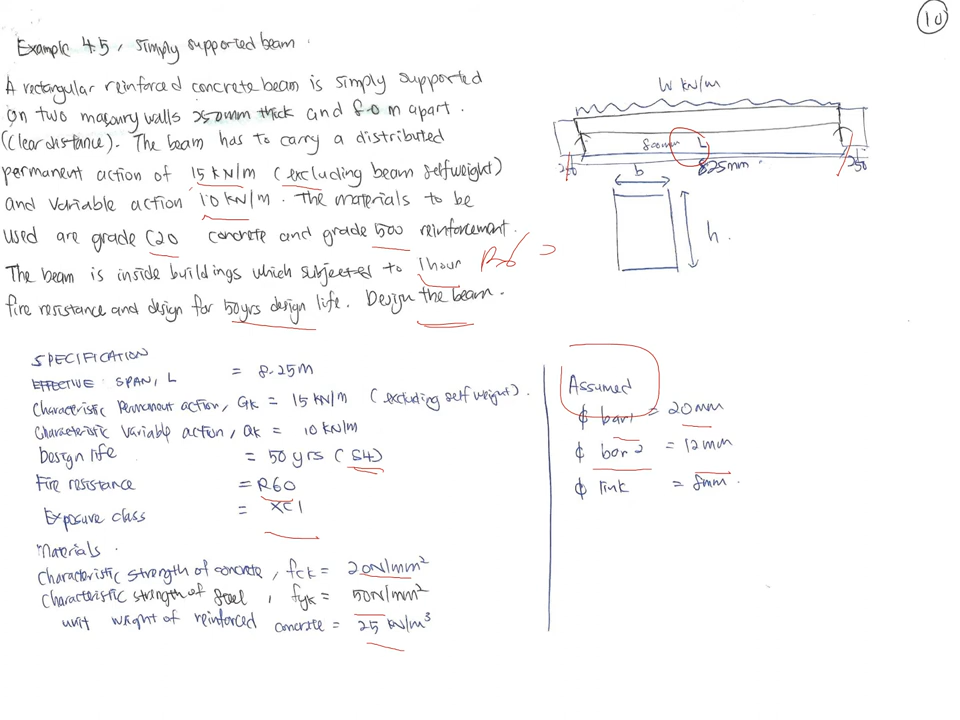 10
Example 4.5, simply supported beam.
A rectangular reinforced concrete beam is simply supported
on two masonry walls 250mm thick and 8.0 m apart.
(Clear distance). The beam has to carry a distributed
permanent action of 15 kN/m (excluding beam selfweight)
and variable action 10 kN/m. The materials to be
used are grade C20 concrete and grade 500 reinforcement.
The beam is inside buildings which subjected to 1 hour R6
fire resistance and design for 50yrs design life. Design the beam.
W kN/m
800mm L
250 825mm. 250
b
h.
SPECIFICATION
EFFECTIVE SPAN, L = 8.25m
Characteristic Permanent action, Gk = 15 kN/m (excluding self weight).
Characteristic Variable action, Qk = 10 kN/m
Design life = 50 yrs (S4)
Fire resistance = R60
Exposure class = XC1
Materials.
Characteristic strength of concrete, fck = 20N/mm²
Characteristic strength of steel, fyk = 50N/mm²
unit weight of reinforced concrete = 25 kN/m³
Assumed
ϕ bar1 = 20mm
ϕ bar 2 = 12mm
ϕ link = 8mm.